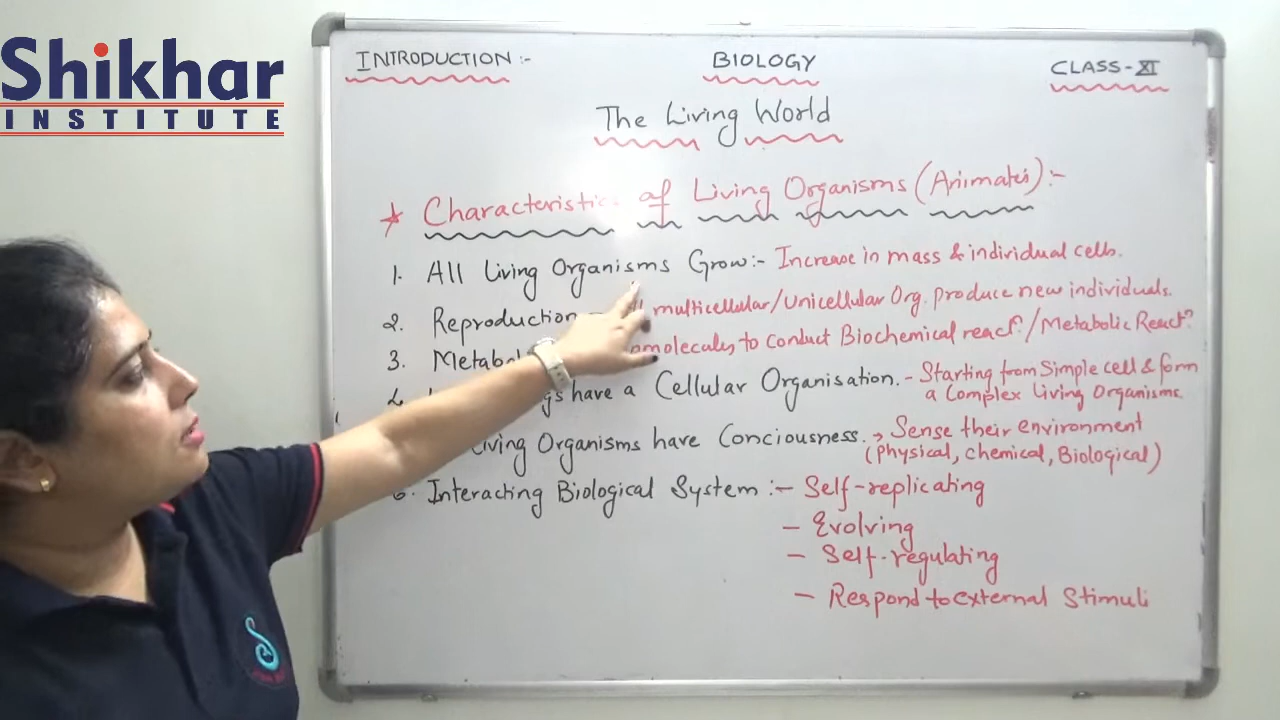 Shikhar
INSTITUTE
INTRODUCTION :- BIOLOGY CLASS-XI
The Living World
* Characteristics of Living Organisms (Animates) :-
1. All Living Organisms Grow:- Increase in mass & individual cells.
2. Reproduction multicellular/Unicellular Org. produce new individuals.
3. to conduct Biochemical reactn/Metabolic Reactn
have a Cellular Organisation. - Starting from Simple cell & form
a Complex Living Organisms.
Living Organisms have Conciousness. → Sense their environment
(Physical, Chemical, Biological)
6. Interacting Biological System :- - Self-replicating
- Evolving
- Self-regulating
- Respond to external Stimuli